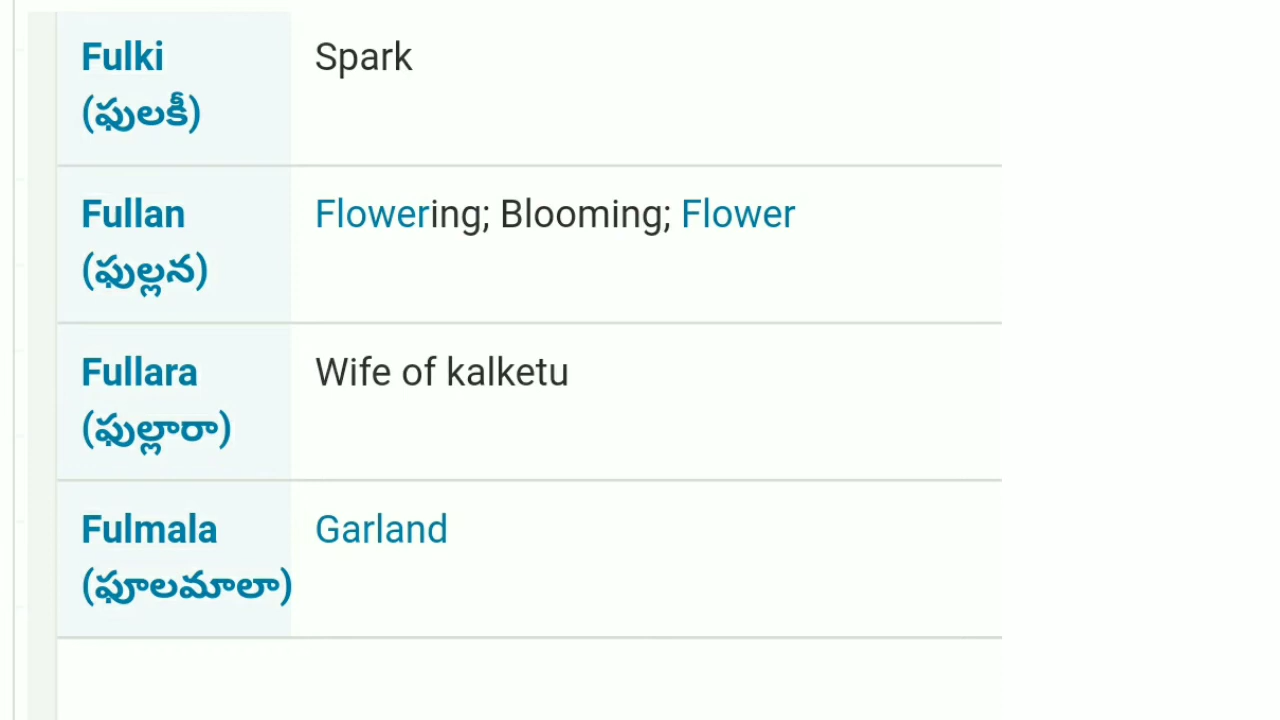 Fulki
(ఫులకీ)
Spark
Fullan
(ఫుల్లన)
Flowering; Blooming; Flower
Fullara
(ఫుల్లారా)
Wife of kalketu
Fulmala
(ఫూలమాలా)
Garland